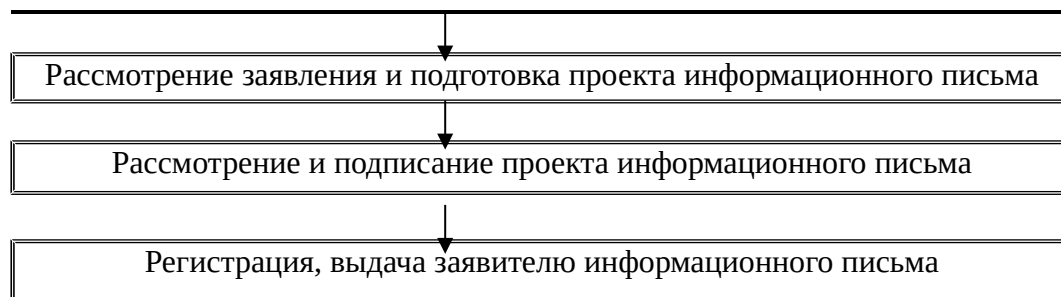 Рассмотрение заявления и подготовка проекта информационного письма
Рассмотрение и подписание проекта информационного письма
Регистрация, выдача заявителю информационного письма